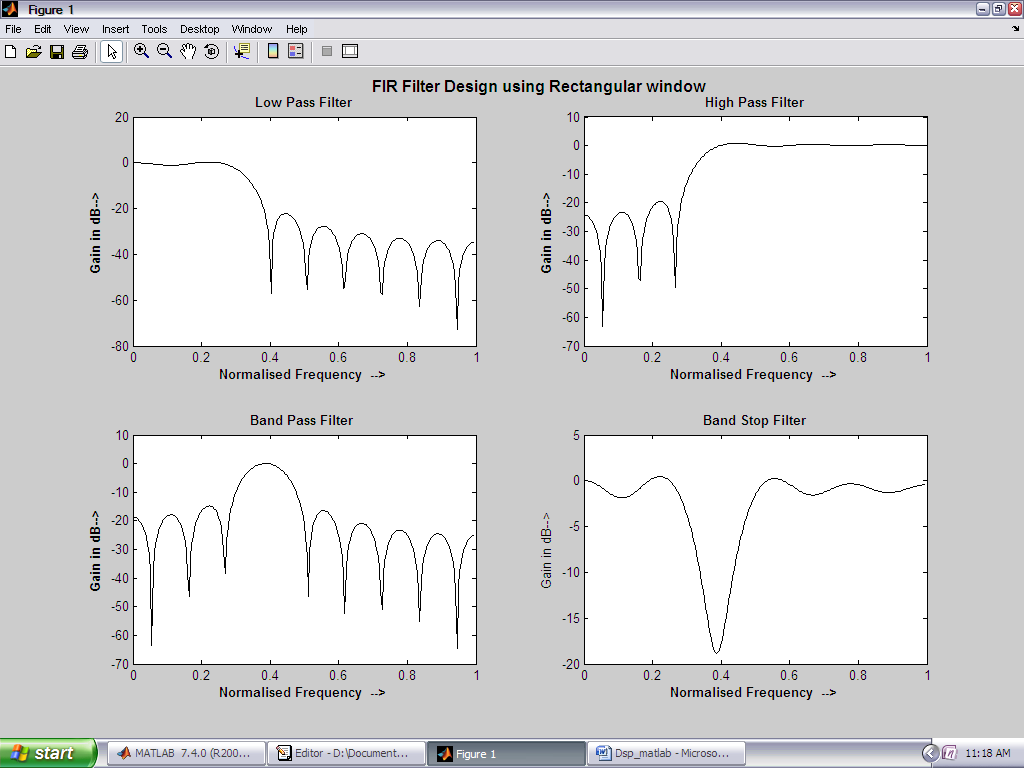 Figure 1
File Edit View Insert Tools Desktop Window Help
FIR Filter Design using Rectangular window
Low Pass Filter
20
0
-20
-40
-60
-80
0 0.2 0.4 0.6 0.8 1
Gain in dB-->
Normalised Frequency -->
High Pass Filter
10
0
-10
-20
-30
-40
-50
-60
-70
0 0.2 0.4 0.6 0.8 1
Gain in dB-->
Normalised Frequency -->
Band Pass Filter
10
0
-10
-20
-30
-40
-50
-60
-70
0 0.2 0.4 0.6 0.8 1
Gain in dB-->
Normalised Frequency -->
Band Stop Filter
5
0
-5
-10
-15
-20
0 0.2 0.4 0.6 0.8 1
Gain in dB-->
Normalised Frequency -->
start MATLAB 7.4.0 (R200... Editor - D:\Document... Figure 1 Dsp_matlab - Microso... 11:18 AM